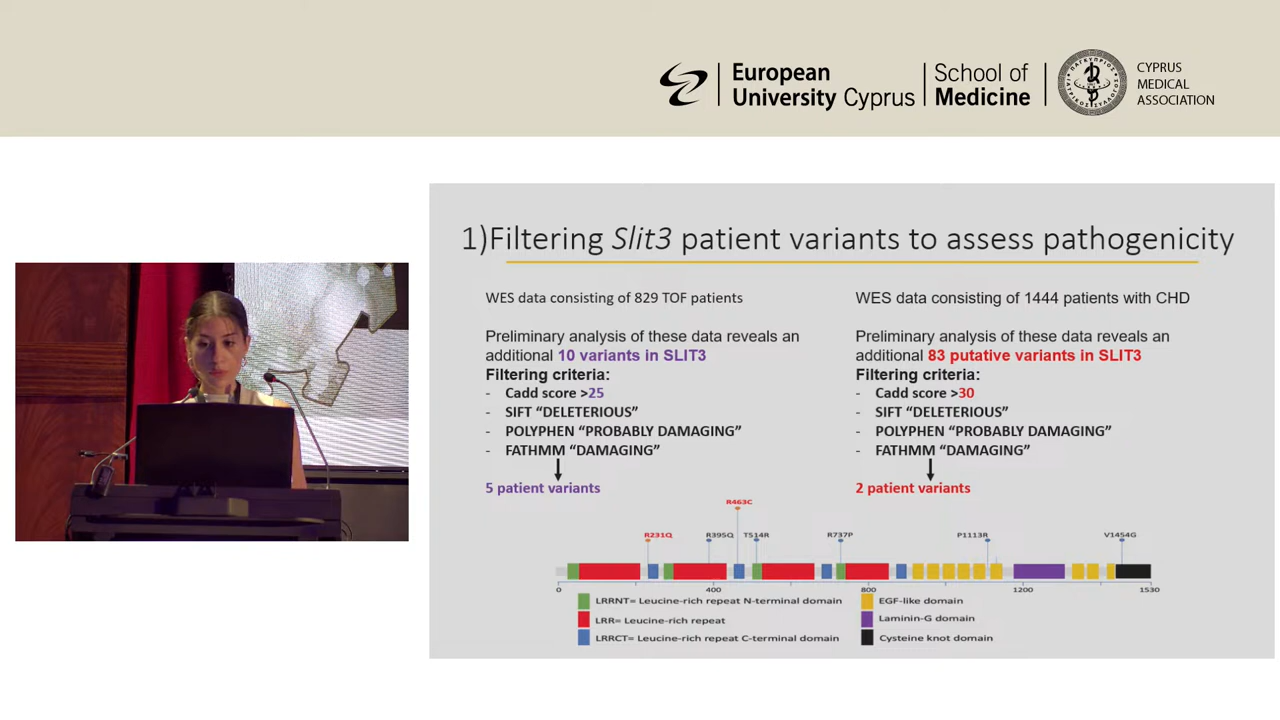 European
University Cyprus
School of
Medicine
CYPRUS
MEDICAL
ASSOCIATION
1)Filtering Slit3 patient variants to assess pathogenicity
WES data consisting of 829 TOF patients
Preliminary analysis of these data reveals an
additional 10 variants in SLIT3
Filtering criteria:
- Cadd score >25
- SIFT “DELETERIOUS”
- POLYPHEN “PROBABLY DAMAGING”
- FATHMM “DAMAGING”
5 patient variants
WES data consisting of 1444 patients with CHD
Preliminary analysis of these data reveals an
additional 83 putative variants in SLIT3
Filtering criteria:
- Cadd score >30
- SIFT “DELETERIOUS”
- POLYPHEN “PROBABLY DAMAGING”
- FATHMM “DAMAGING”
2 patient variants
R463C
R231Q R395Q T514R R737P P1113R V1454G
0 400 800 1200 1530
LRRNT= Leucine-rich repeat N-terminal domain
LRR= Leucine-rich repeat
LRRCT= Leucine-rich repeat C-terminal domain
EGF-like domain
Laminin-G domain
Cysteine knot domain